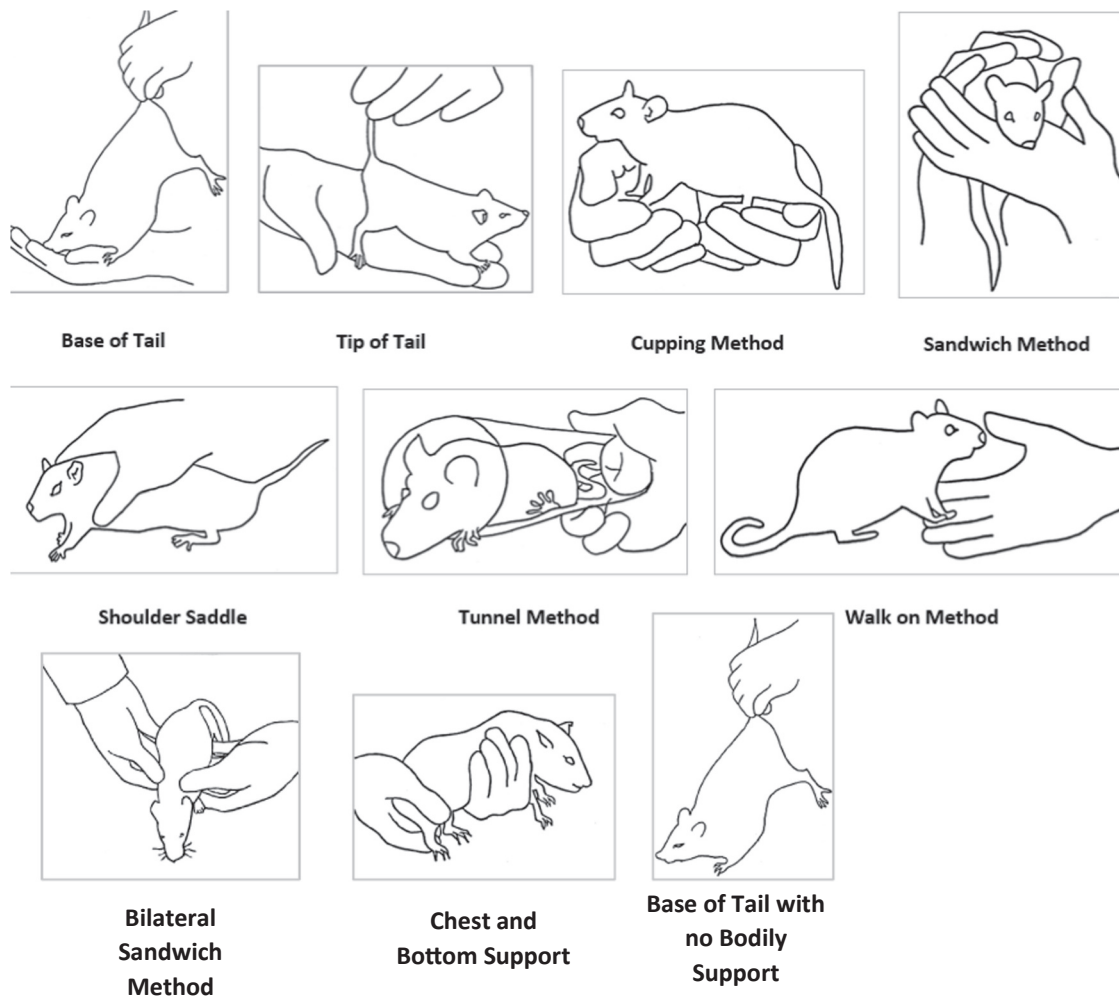 Base of Tail
Tip of Tail
Cupping Method
Sandwich Method
Shoulder Saddle
Tunnel Method
Walk on Method
Bilateral
Sandwich
Method
Chest and
Bottom Support
Base of Tail with
no Bodily
Support